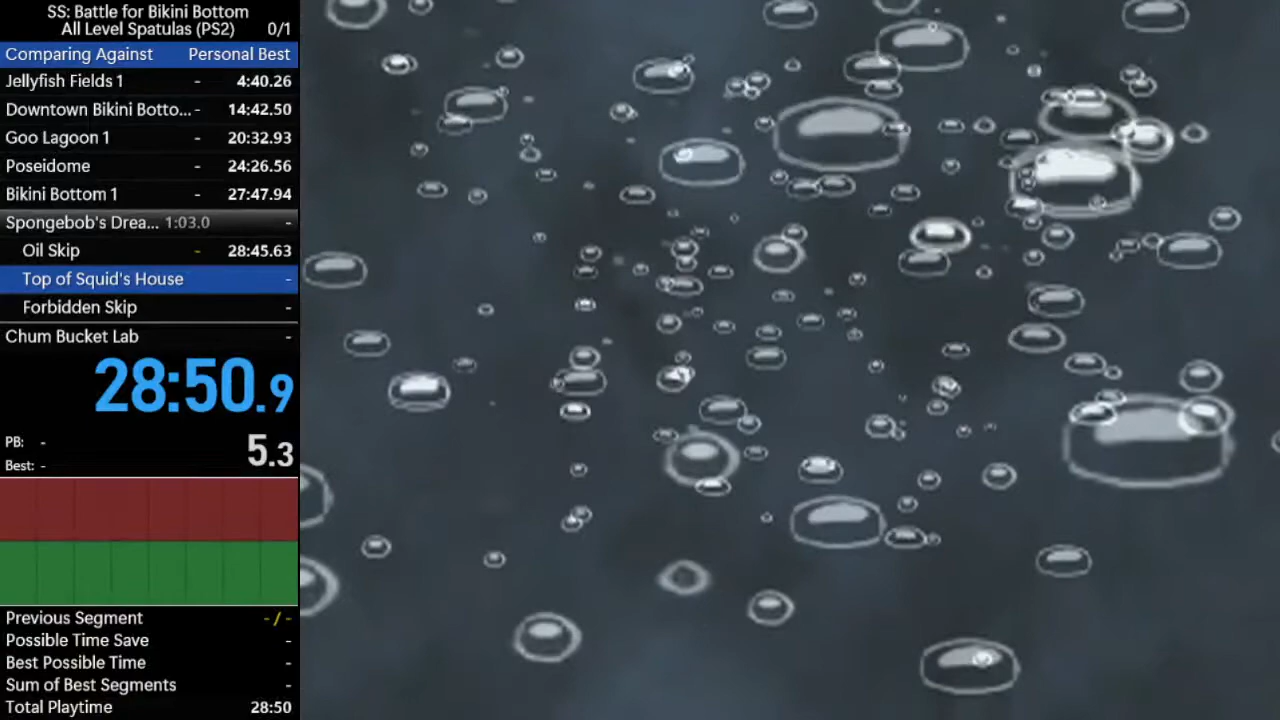 SS: Battle for Bikini Bottom
All Level Spatulas (PS2) 0/1
Comparing Against Personal Best
Jellyfish Fields 1 - 4:40.26
Downtown Bikini Botto... - 14:42.50
Goo Lagoon 1 - 20:32.93
Poseidome - 24:26.56
Bikini Bottom 1 - 27:47.94
Spongebob's Drea... 1:03.0 -
Oil Skip - 28:45.63
Top of Squid's House -
Forbidden Skip -
Chum Bucket Lab -
28:50.9
PB: - 5.3
Best: -
Previous Segment - / -
Possible Time Save -
Best Possible Time -
Sum of Best Segments -
Total Playtime 28:50